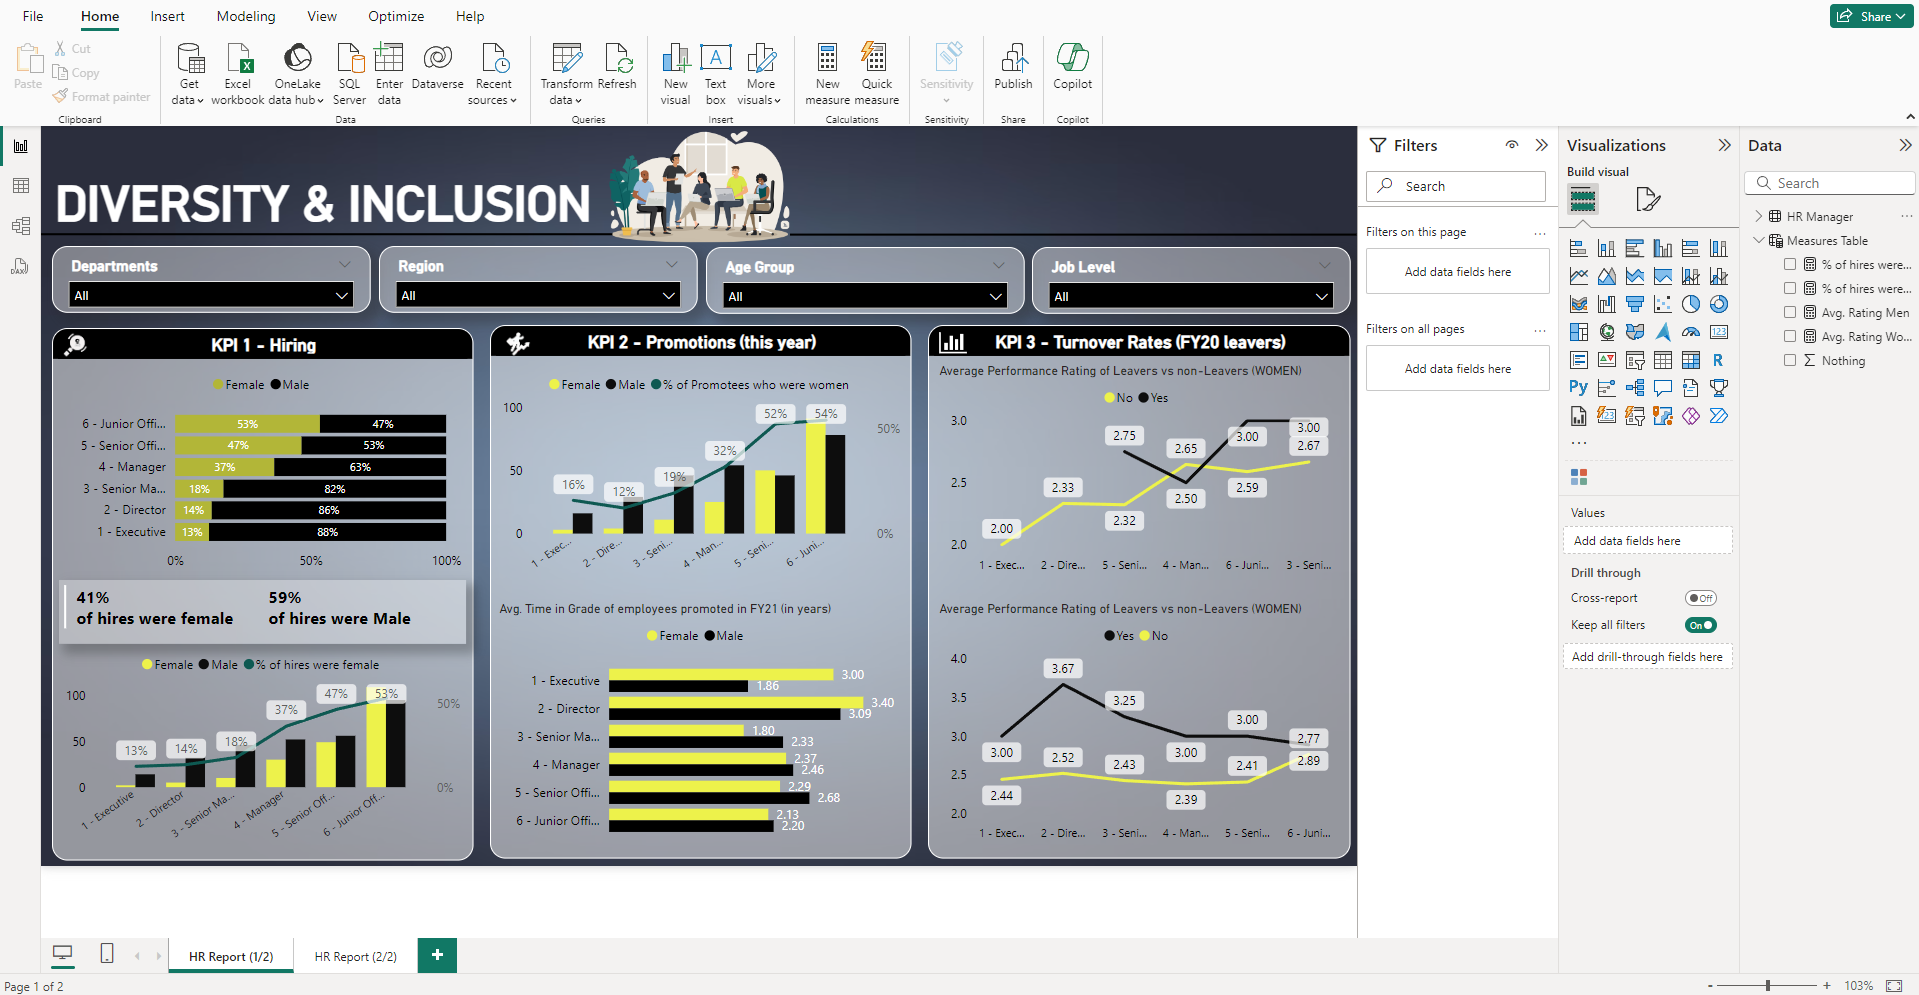 File Home Insert Modeling View Optimize Help Share
Paste Cut Copy Format painter
Get data Excel workbook OneLake data hub SQL Server Enter data Dataverse Recent sources
Transform data Refresh New visual Text box More visuals New measure Quick measure Sensitivity Publish Copilot
Clipboard Data Queries Insert Calculations Sensitivity Share Copilot
DIVERSITY & INCLUSION
Departments
All
Region
All
Age Group
All
Job Level
All
KPI 1 - Hiring
Female Male
6 - Junior Offi... 53% 47%
5 - Senior Offi... 47% 53%
4 - Manager 37% 63%
3 - Senior Ma... 18% 82%
2 - Director 14% 86%
1 - Executive 13% 88%
0% 50% 100%
41% 59%
of hires were female of hires were Male
Female Male % of hires were female
100 50 0
13% 14% 18% 37% 47% 53%
50% 0%
1 - Executive 2 - Director 3 - Senior Ma... 4 - Manager 5 - Senior Off... 6 - Junior Off...
KPI 2 - Promotions (this year)
Female Male % of Promotees who were women
100 50 0
16% 12% 19% 32% 52% 54%
50% 0%
1 - Exec... 2 - Dire... 3 - Seni... 4 - Man... 5 - Seni... 6 - Juni...
Avg. Time in Grade of employees promoted in FY21 (in years)
Female Male
1 - Executive 3.00 1.86
2 - Director 3.40 3.09
3 - Senior Ma... 1.80 2.33
4 - Manager 2.37 2.46
5 - Senior Offi... 2.29 2.68
6 - Junior Offi... 2.13 2.20
KPI 3 - Turnover Rates (FY20 leavers)
Average Performance Rating of Leavers vs non-Leavers (WOMEN)
No Yes
3.0 2.5 2.0
2.00 2.33 2.75 2.32 2.65 2.50 3.00 2.59 3.00 2.67
1 - Exec... 2 - Dire... 5 - Seni... 4 - Man... 6 - Juni... 3 - Seni...
Average Performance Rating of Leavers vs non-Leavers (WOMEN)
Yes No
4.0 3.5 3.0 2.5 2.0
3.00 2.44 3.67 2.52 3.25 2.43 3.00 2.39 3.00 2.41 2.77 2.89
1 - Exec... 2 - Dire... 3 - Seni... 4 - Man... 5 - Seni... 6 - Juni...
Filters
Search
Filters on this page ...
Add data fields here
Filters on all pages ...
Add data fields here
Visualizations
Build visual
123
R
Py
123
...
Values
Add data fields here
Drill through
Cross-report Off
Keep all filters On
Add drill-through fields here
Data
Search
HR Manager ...
Measures Table
% of hires were...
% of hires were...
Avg. Rating Men
Avg. Rating Wo...
Nothing
HR Report (1/2) HR Report (2/2) +
Page 1 of 2
- + 103%